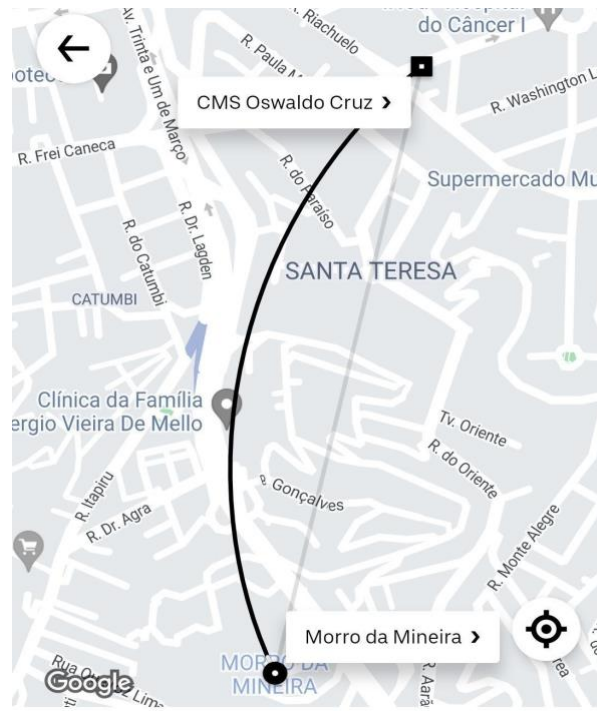 R. Riachuelo
do Câncer I
Av. Trinta e Um de Março
R. Paula M
otec
CMS Oswaldo Cruz
R. Washington L
R. Frei Caneca
R. do Paraíso
Supermercado Mu
R. Dr. Lagden
R. do Catumbi
SANTA TERESA
CATUMBI
Clínica da Família
ergio Vieira De Mello
Tv. Oriente
R. do Oriente
R. Itapiru
e. Gonçalves
R. Dr. Agra
R. Monte Alegre
Morro da Mineira
MORRO DA
MINEIRA
Google